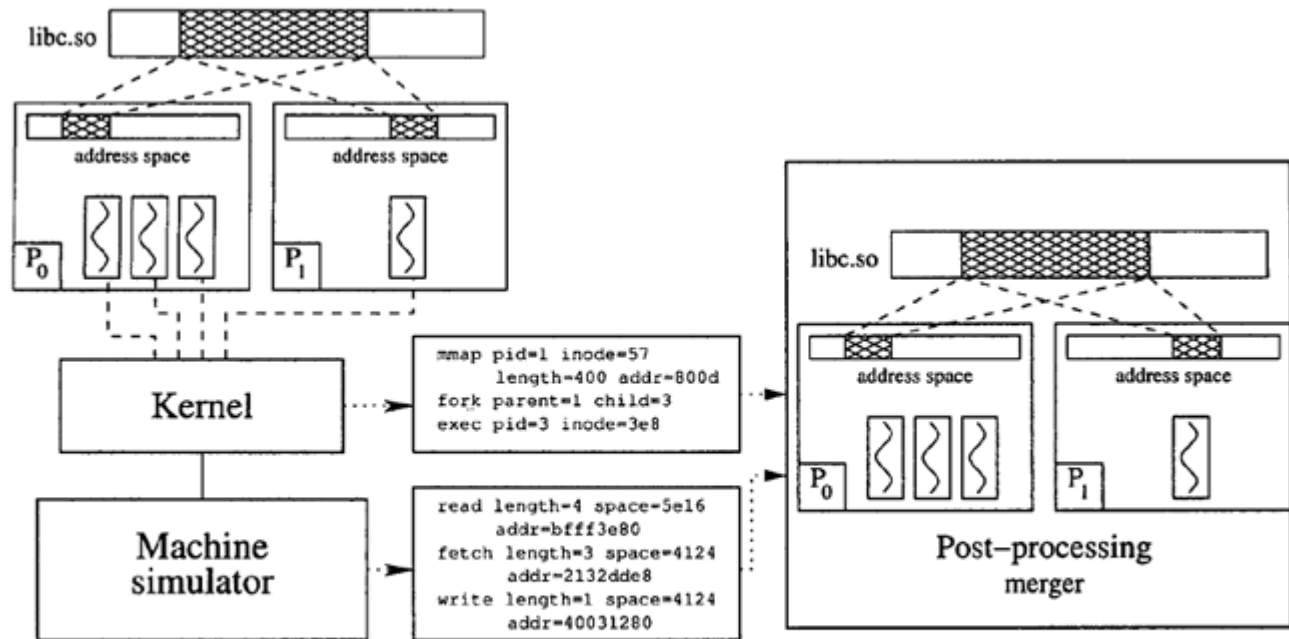 libc.so
address space
address space
P0
P1
Kernel
mmap pid=1 inode=57
length=400 addr=800d
fork parent=1 child=3
exec pid=3 inode=3e8
Machine
simulator
read length=4 space=5e16
addr=bfff3e80
fetch length=3 space=4124
addr=2132dde8
write length=1 space=4124
addr=40031280
libc.so
address space
address space
P0
P1
Post-processing
merger